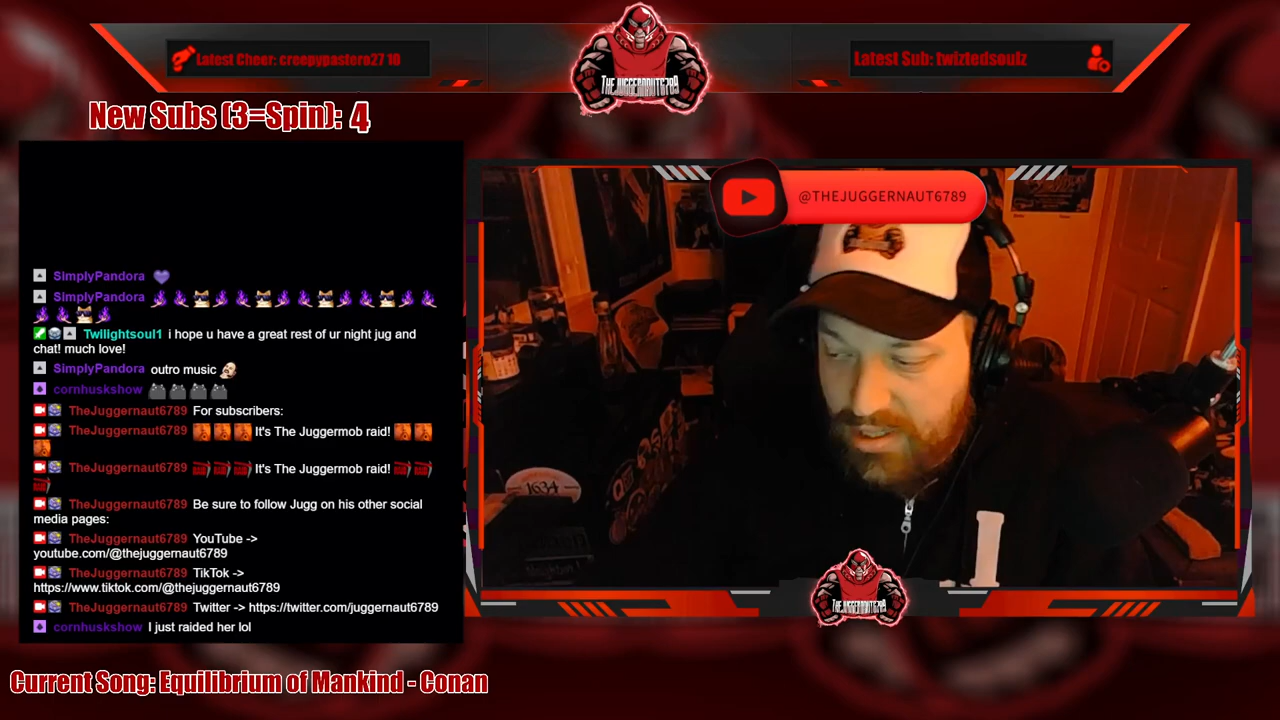 Latest Cheer: creepypastero27 10
THEJUGGERNAUT6789
Latest Sub: twiztedsoulz
New Subs (3=Spin): 4
@THEJUGGERNAUT6789
SimplyPandora
SimplyPandora
Twilightsoul1 i hope u have a great rest of ur night jug and
chat! much love!
SimplyPandora outro music
cornhuskshow
TheJuggernaut6789 For subscribers:
TheJuggernaut6789 It's The Juggermob raid!
TheJuggernaut6789 It's The Juggermob raid!
TheJuggernaut6789 Be sure to follow Jugg on his other social
media pages:
TheJuggernaut6789 YouTube ->
youtube.com/@thejuggernaut6789
TheJuggernaut6789 TikTok ->
https://www.tiktok.com/@thejuggernaut6789
TheJuggernaut6789 Twitter -> https://twitter.com/juggernaut6789
cornhuskshow I just raided her lol
1634
THEJUGGERNAUT6789
Current Song: Equilibrium of Mankind - Conan